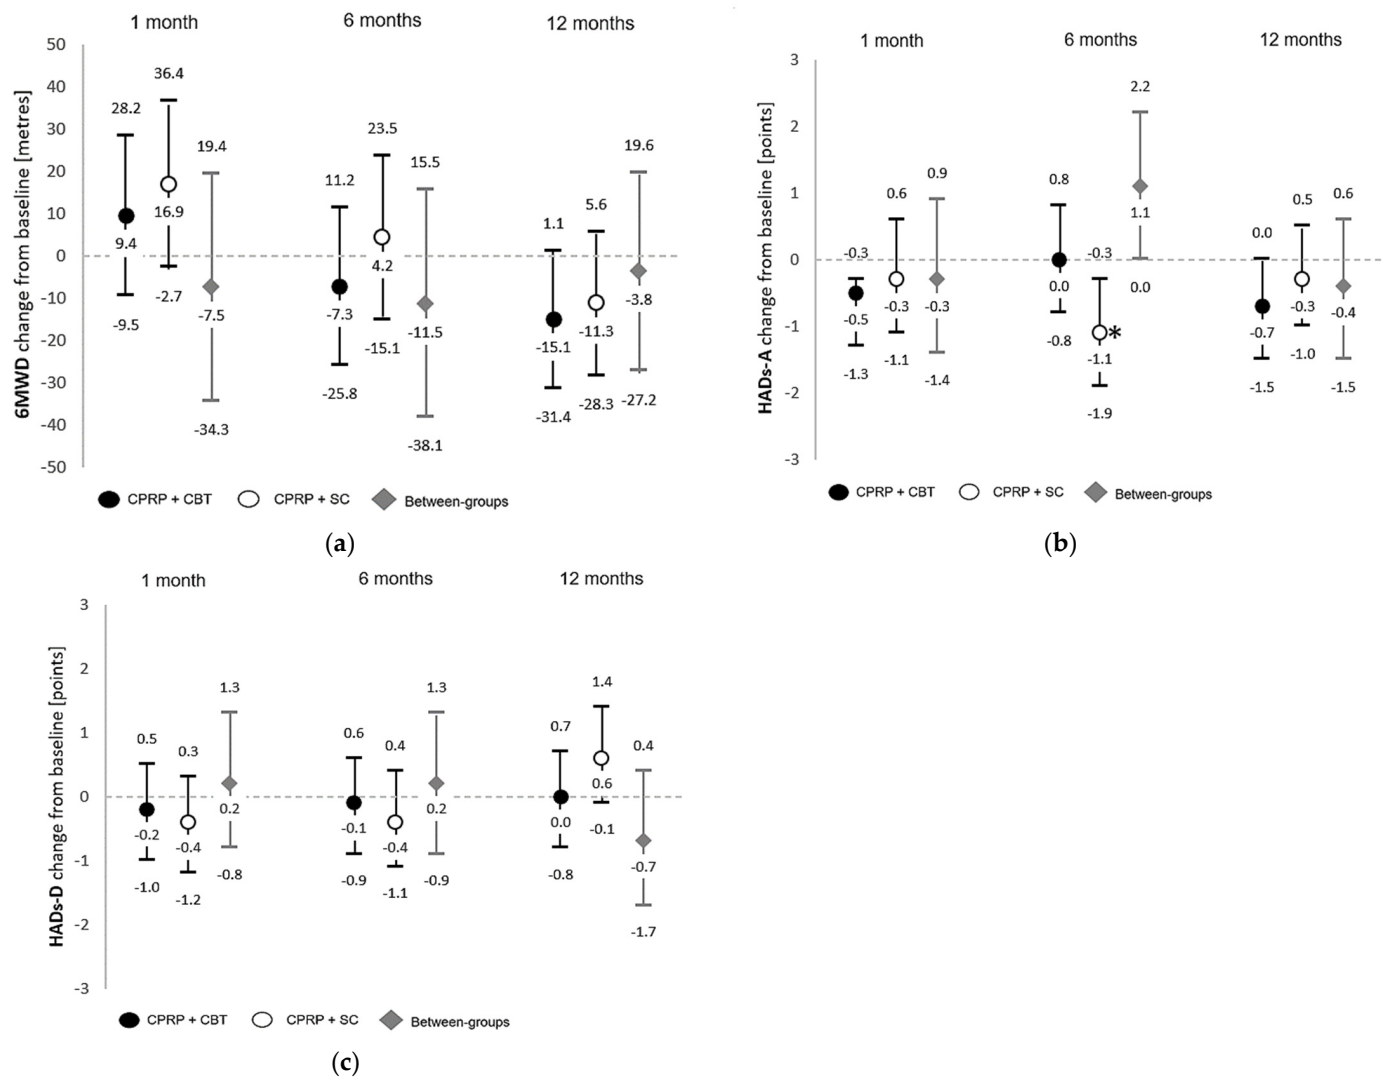 1 month 6 months 12 months
6MWD change from baseline [metres]
50
40
30
20
10
0
-10
-20
-30
-40
-50
28.2 9.4 -9.5
36.4 16.9 -2.7
19.4 -7.5 -34.3
11.2 -7.3 -25.8
23.5 4.2 -15.1
15.5 -11.5 -38.1
1.1 -15.1 -31.4
5.6 -11.3 -28.3
19.6 -3.8 -27.2
CPRP + CBT CPRP + SC Between-groups
(a)
1 month 6 months 12 months
HADs-A change from baseline [points]
3
2
1
0
-1
-2
-3
-0.3 -0.5 -1.3
0.6 -0.3 -1.1
0.9 -0.3 -1.4
0.8 0.0 -0.8
-0.3 * -1.1 -1.9
2.2 1.1 0.0
0.0 -0.7 -1.5
0.5 -0.3 -1.0
0.6 -0.4 -1.5
CPRP + CBT CPRP + SC Between-groups
(b)
1 month 6 months 12 months
HADs-D change from baseline [points]
3
2
1
0
-1
-2
-3
0.5 -0.2 -1.0
0.3 -0.4 -1.2
1.3 0.2 -0.8
0.6 -0.1 -0.9
0.4 -0.4 -1.1
1.3 0.2 -0.9
0.7 0.0 -0.8
1.4 0.6 -0.1
0.4 -0.7 -1.7
CPRP + CBT CPRP + SC Between-groups
(c)